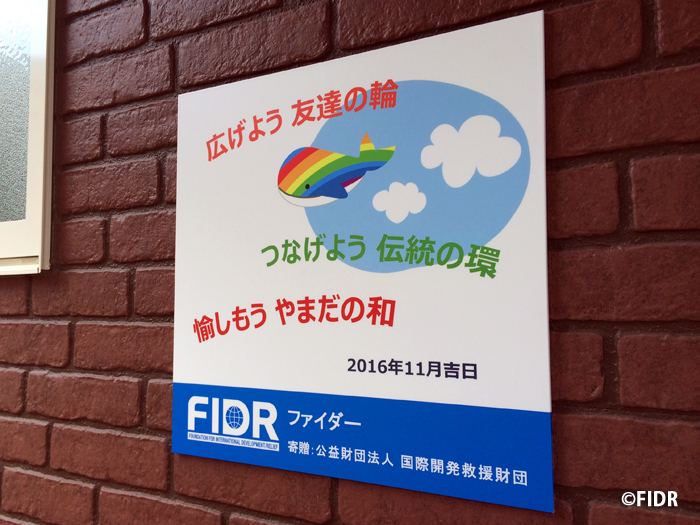 広げよう 友達の輪
つなげよう 伝統の環
愉しもう やまだの和
2016年11月吉日
FIDR ファイダー
FOUNDATION FOR INTERNATIONAL DEVELOPMENT/RELIEF
寄贈:公益財団法人 国際開発救援財団
©FIDR